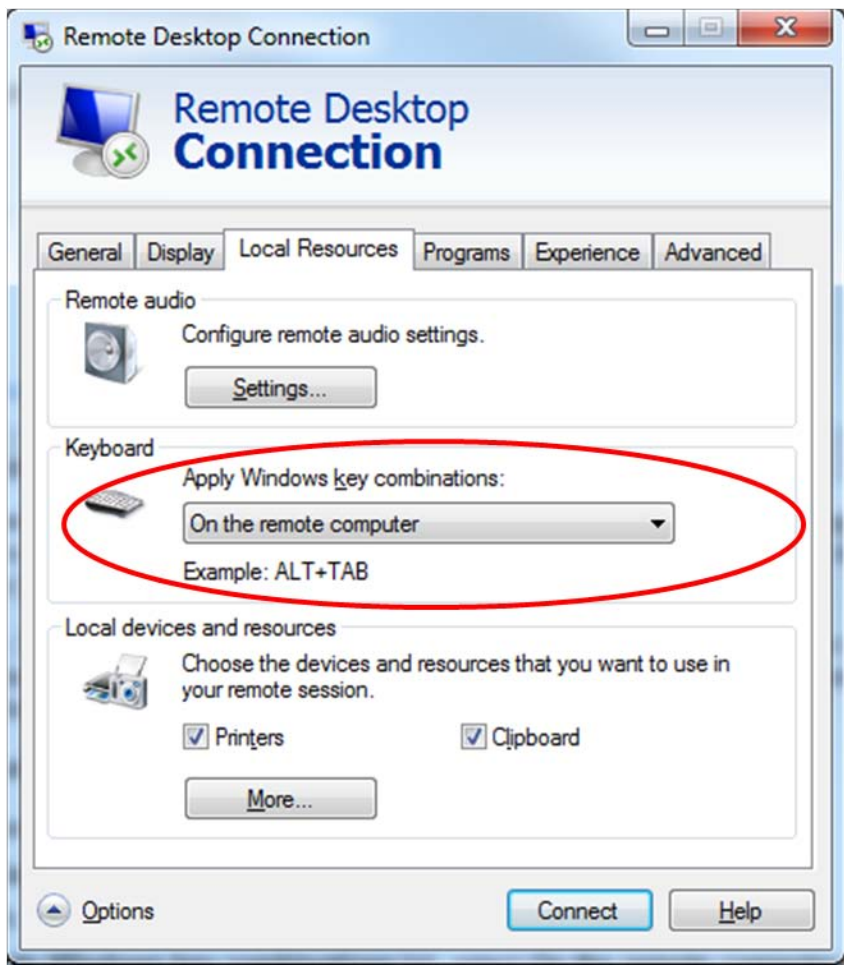 Remote Desktop Connection
Remote Desktop
Connection
General Display Local Resources Programs Experience Advanced
Remote audio
Configure remote audio settings.
Settings...
Keyboard
Apply Windows key combinations:
On the remote computer
Example: ALT+TAB
Local devices and resources
Choose the devices and resources that you want to use in
your remote session.
Printers Clipboard
More...
Options Connect Help